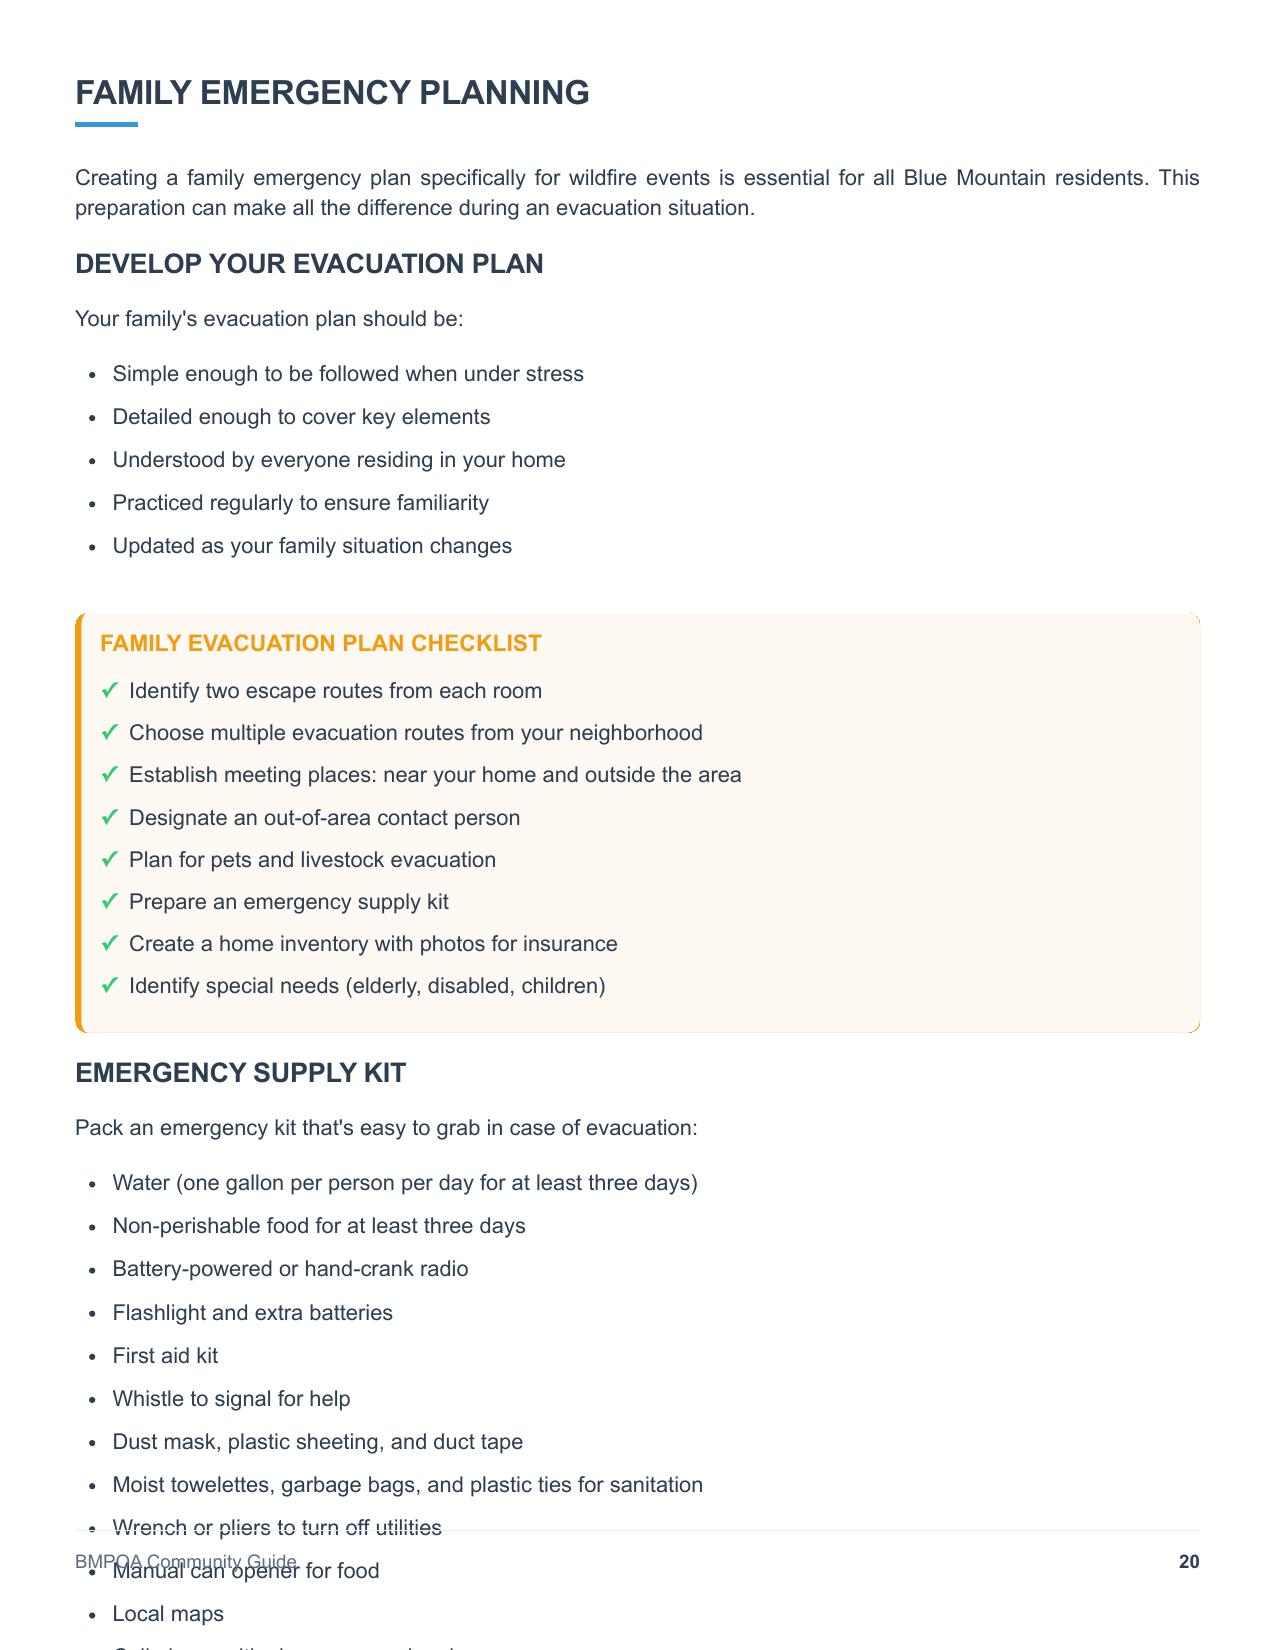 FAMILY EMERGENCY PLANNING
Creating a family emergency plan specifically for wildfire events is essential for all Blue Mountain residents. This
preparation can make all the difference during an evacuation situation.
DEVELOP YOUR EVACUATION PLAN
Your family's evacuation plan should be:
• Simple enough to be followed when under stress
• Detailed enough to cover key elements
• Understood by everyone residing in your home
• Practiced regularly to ensure familiarity
• Updated as your family situation changes
FAMILY EVACUATION PLAN CHECKLIST
✓ Identify two escape routes from each room
✓ Choose multiple evacuation routes from your neighborhood
✓ Establish meeting places: near your home and outside the area
✓ Designate an out-of-area contact person
✓ Plan for pets and livestock evacuation
✓ Prepare an emergency supply kit
✓ Create a home inventory with photos for insurance
✓ Identify special needs (elderly, disabled, children)
EMERGENCY SUPPLY KIT
Pack an emergency kit that's easy to grab in case of evacuation:
• Water (one gallon per person per day for at least three days)
• Non-perishable food for at least three days
• Battery-powered or hand-crank radio
• Flashlight and extra batteries
• First aid kit
• Whistle to signal for help
• Dust mask, plastic sheeting, and duct tape
• Moist towelettes, garbage bags, and plastic ties for sanitation
• Wrench or pliers to turn off utilities
BMPOA Community Guide 20
• Manual can opener for food
• Local maps